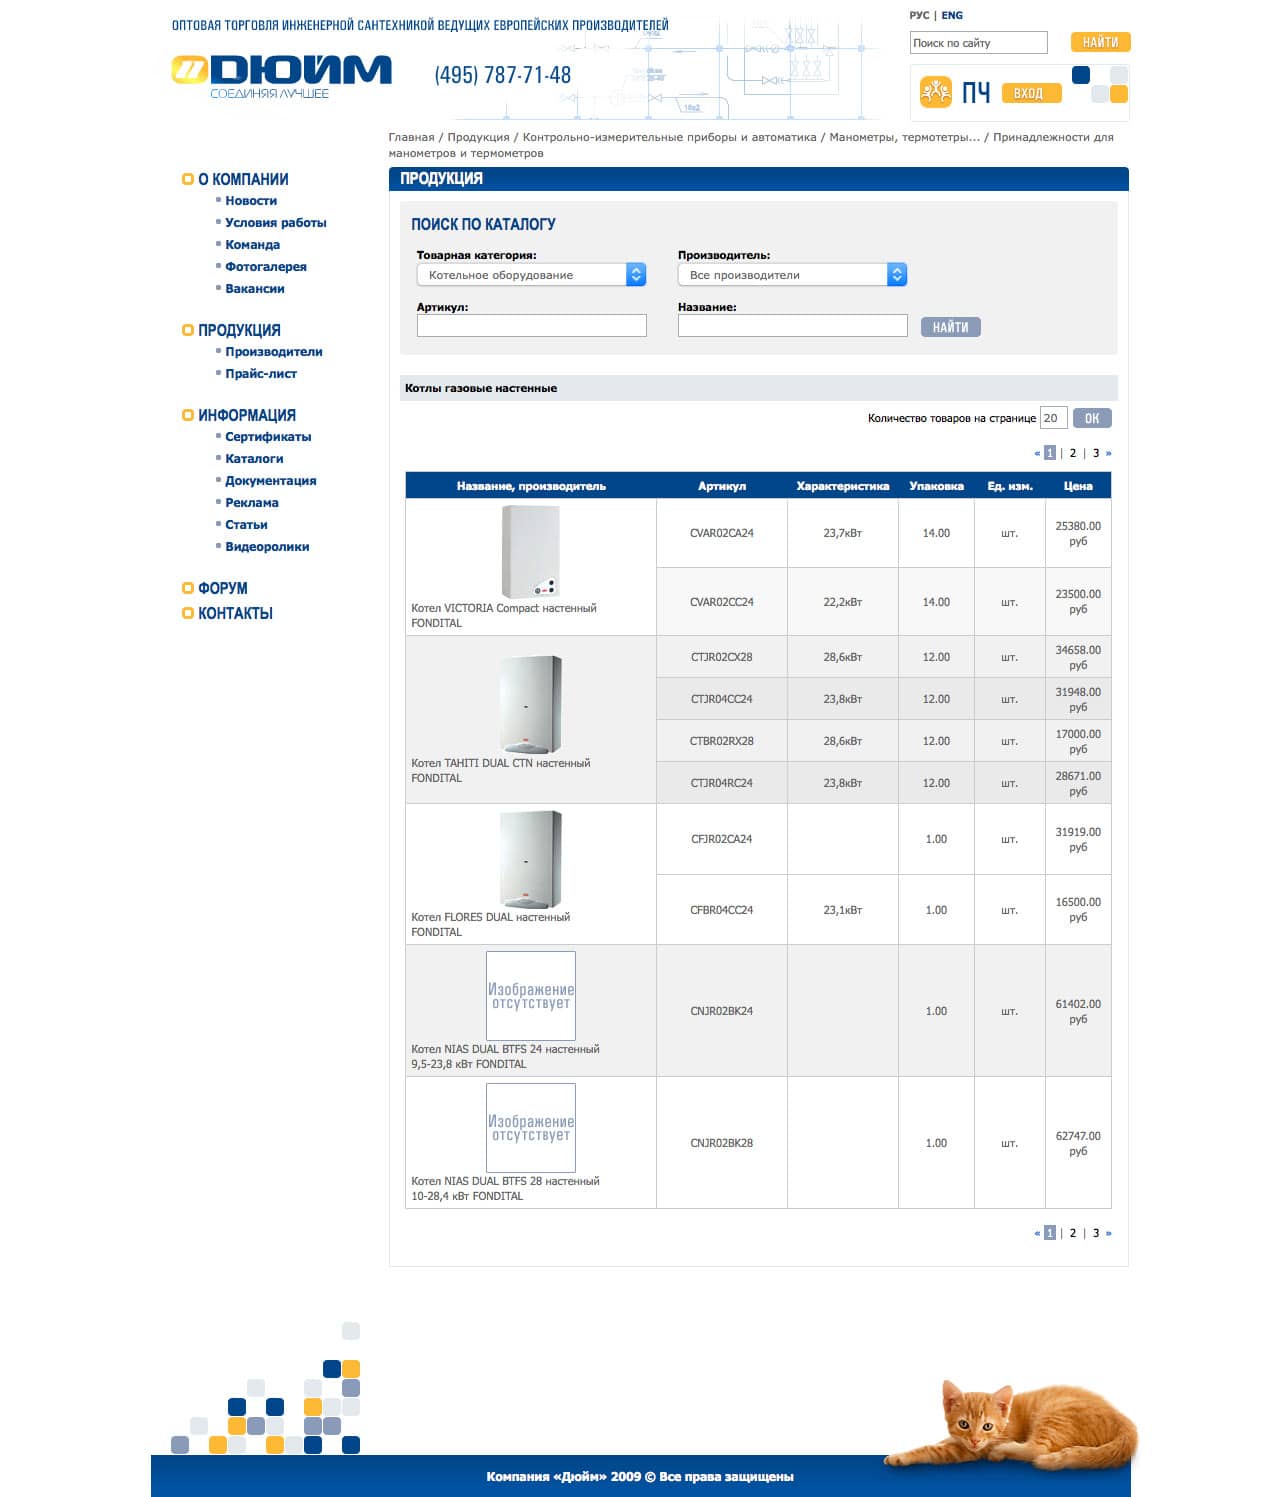 ОПТОВАЯ ТОРГОВЛЯ ИНЖЕНЕРНОЙ САНТЕХНИКОЙ ВЕДУЩИХ ЕВРОПЕЙСКИХ ПРОИЗВОДИТЕЛЕЙ
РУС | ENG
Поиск по сайту НАЙТИ
ДЮЙМ
СОЕДИНЯЯ ЛУЧШЕЕ
(495) 787-71-48
ПЧ ВХОД
Главная / Продукция / Контрольно-измерительные приборы и автоматика / Манометры, термотетры... / Принадлежности для
манометров и термометров
О КОМПАНИИ
Новости
Условия работы
Команда
Фотогалерея
Вакансии
ПРОДУКЦИЯ
Производители
Прайс-лист
ИНФОРМАЦИЯ
Сертификаты
Каталоги
Документация
Реклама
Статьи
Видеоролики
ФОРУМ
КОНТАКТЫ
ПРОДУКЦИЯ
ПОИСК ПО КАТАЛОГУ
Товарная категория: Производитель:
Котельное оборудование Все производители
Артикул: Название:
НАЙТИ
Котлы газовые настенные
Количество товаров на странице 20 ОК
« 1 | 2 | 3 »
Название, производитель Артикул Характеристика Упаковка Ед. изм. Цена
Котел VICTORIA Compact настенный
FONDITAL
CVAR02CA24 23,7кВт 14.00 шт. 25380.00 руб
CVAR02CC24 22,2кВт 14.00 шт. 23500.00 руб
Котел TAHITI DUAL CTN настенный
FONDITAL
CTJR02CX28 28,6кВт 12.00 шт. 34658.00 руб
CTJR04CC24 23,8кВт 12.00 шт. 31948.00 руб
CTBR02RX28 28,6кВт 12.00 шт. 17000.00 руб
CTJR04RC24 23,8кВт 12.00 шт. 28671.00 руб
Котел FLORES DUAL настенный
FONDITAL
CFJR02CA24 1.00 шт. 31919.00 руб
CFBR04CC24 23,1кВт 1.00 шт. 16500.00 руб
Изображение
отсутствует
Котел NIAS DUAL BTFS 24 настенный
9,5-23,8 кВт FONDITAL
CNJR02BK24 1.00 шт. 61402.00 руб
Изображение
отсутствует
Котел NIAS DUAL BTFS 28 настенный
10-28,4 кВт FONDITAL
CNJR02BK28 1.00 шт. 62747.00 руб
« 1 | 2 | 3 »
Компания «Дюйм» 2009 © Все права защищены